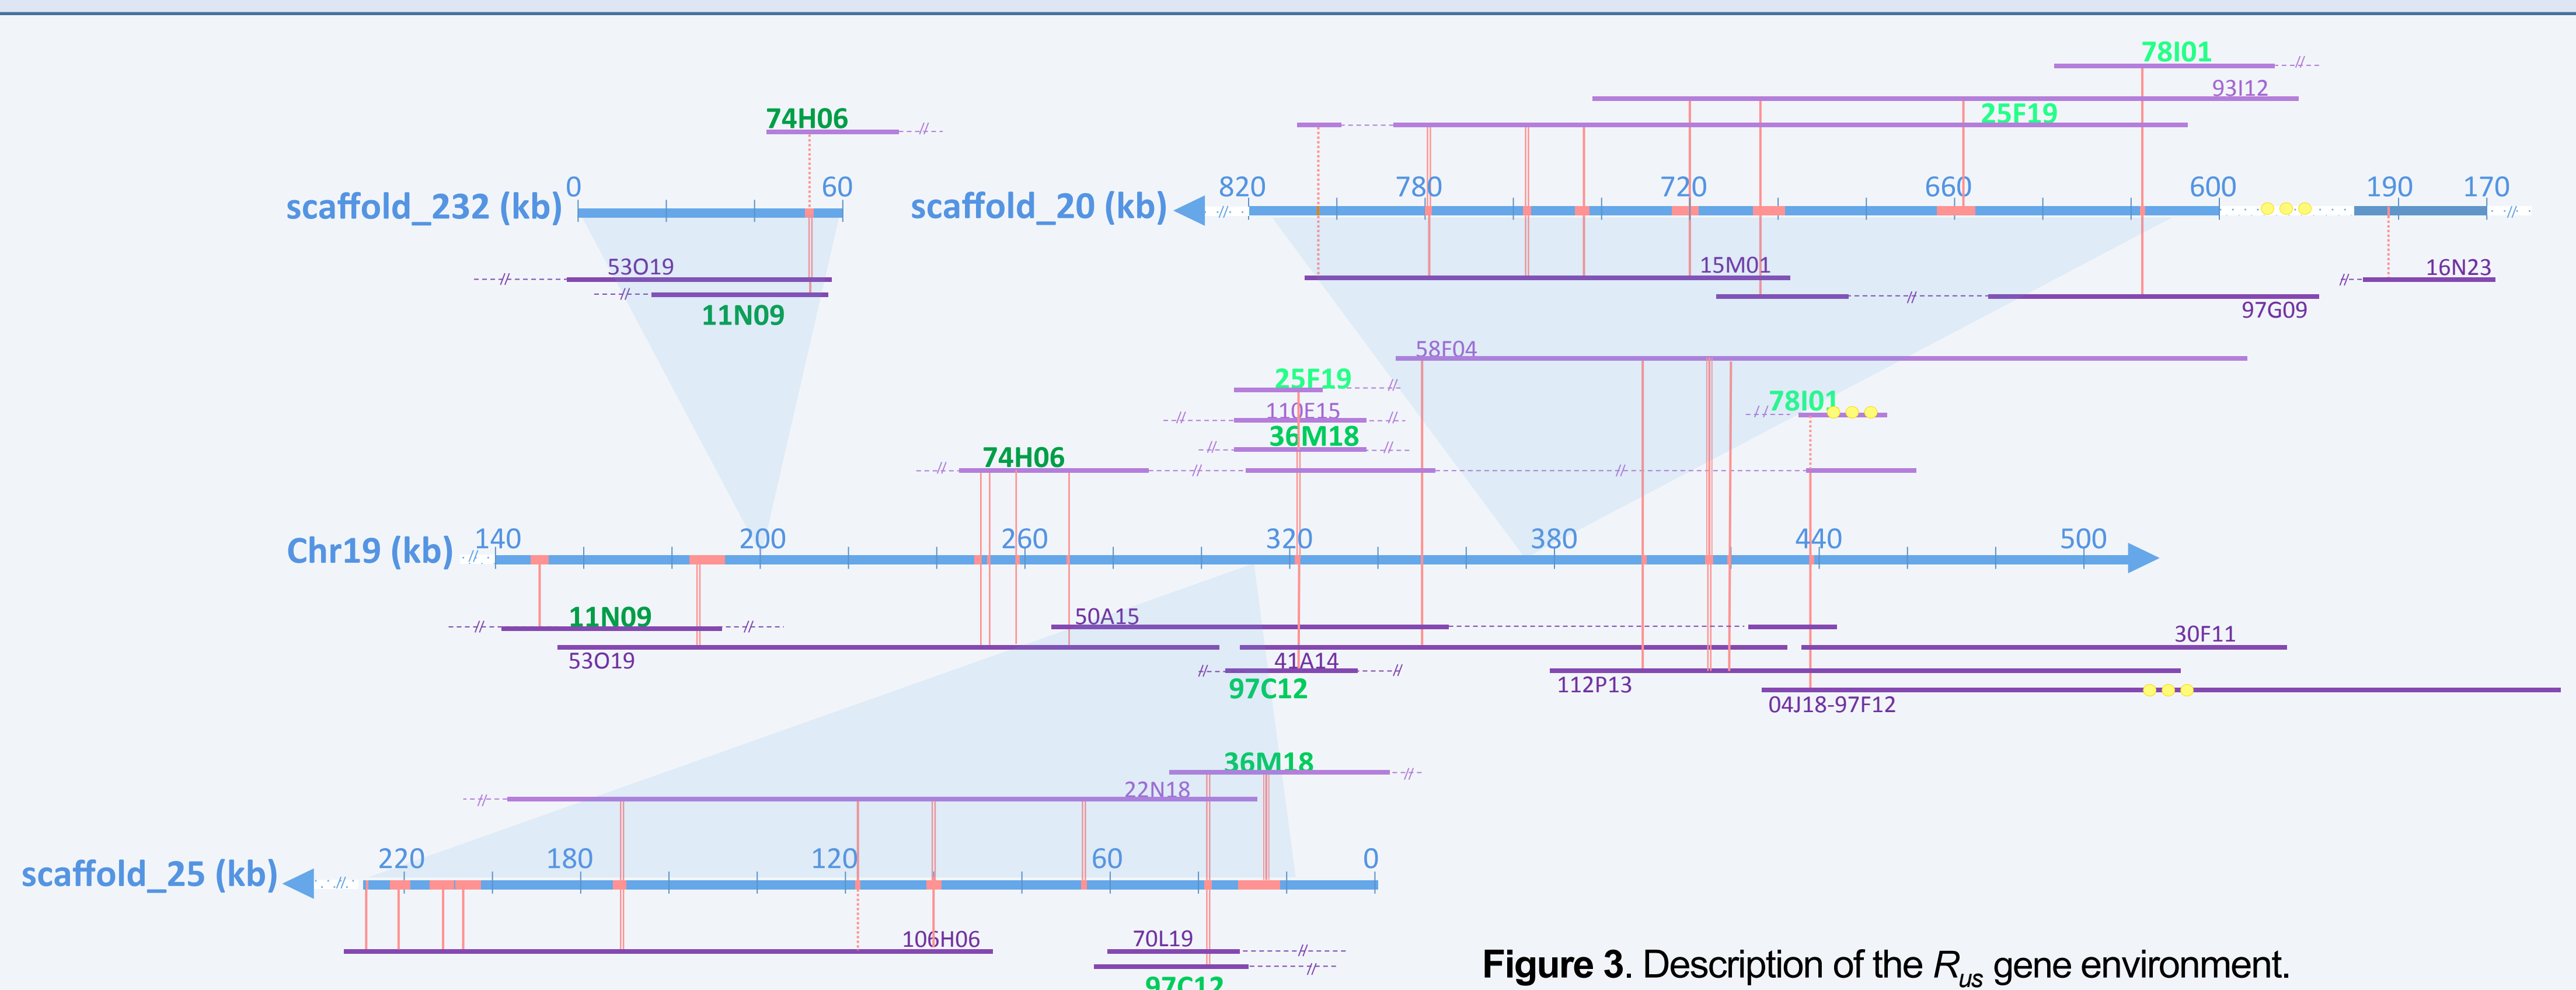 78I01
93I12
74H06
25F19
scaffold_232 (kb) 0 60
scaffold_20 (kb) 820 780 720 660 600 190 170
53O19
15M01
16N23
11N09
97G09
58F04
25F19
78I01
110E15
36M18
74H06
Chr19 (kb) 140 200 260 320 380 440 500
11N09
50A15
30F11
53O19
41A14
97C12
112P13
04J18-97F12
36M18
22N18
scaffold_25 (kb) 220 180 120 60 0
106H06
70L19
97C12
Figure 3. Description of the Rus gene environment.